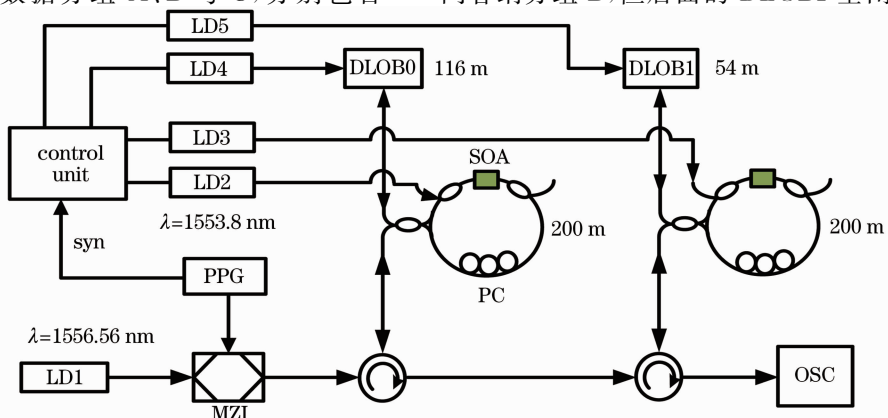 LD5
LD4
DLOB0
116 m
DLOB1
54 m
control
unit
LD3
LD2
SOA
λ=1553.8 nm
200 m
200 m
syn
PPG
PC
λ=1556.56 nm
LD1
MZI
OSC